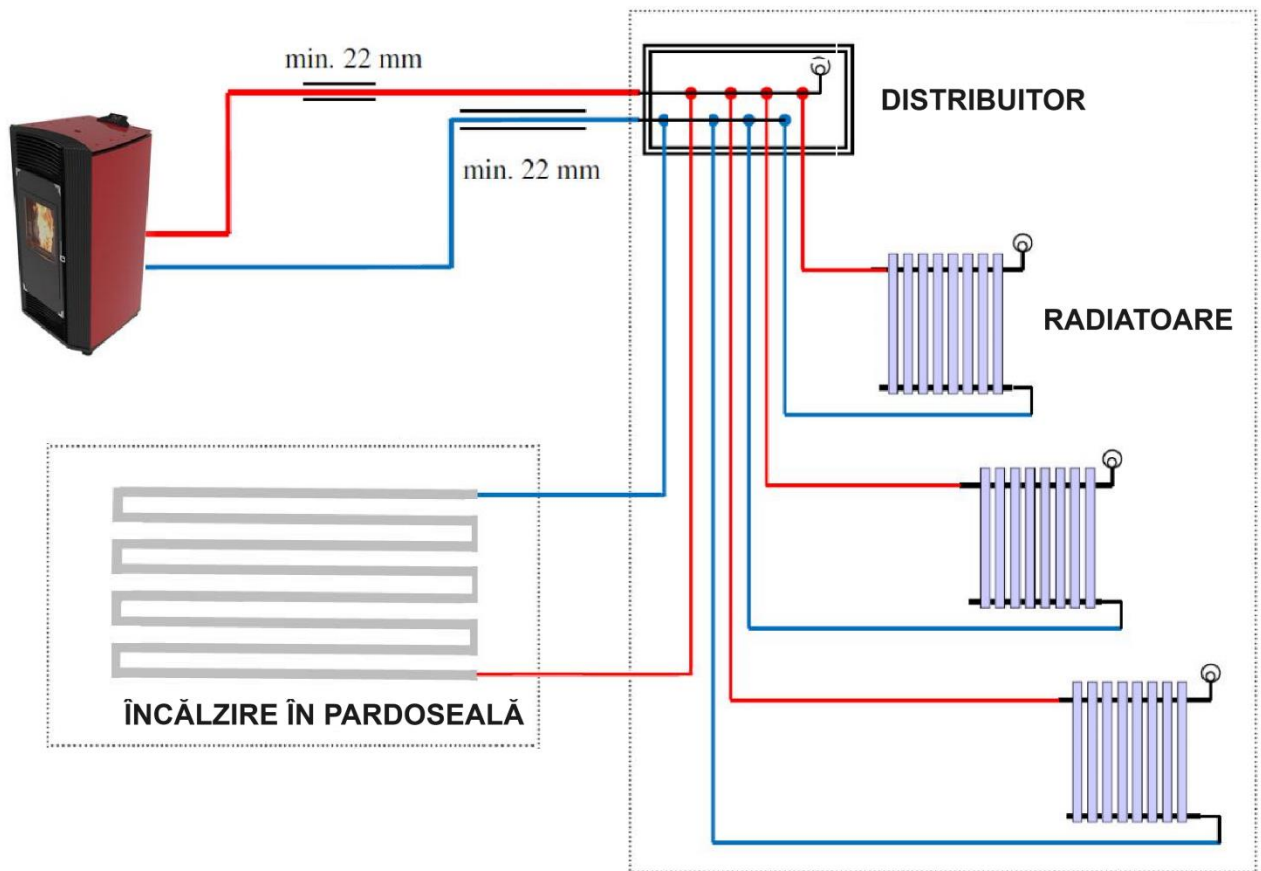 min. 22 mm
DISTRIBUITOR
min. 22 mm
RADIATOARE
ÎNCĂLZIRE ÎN PARDOSEALĂ